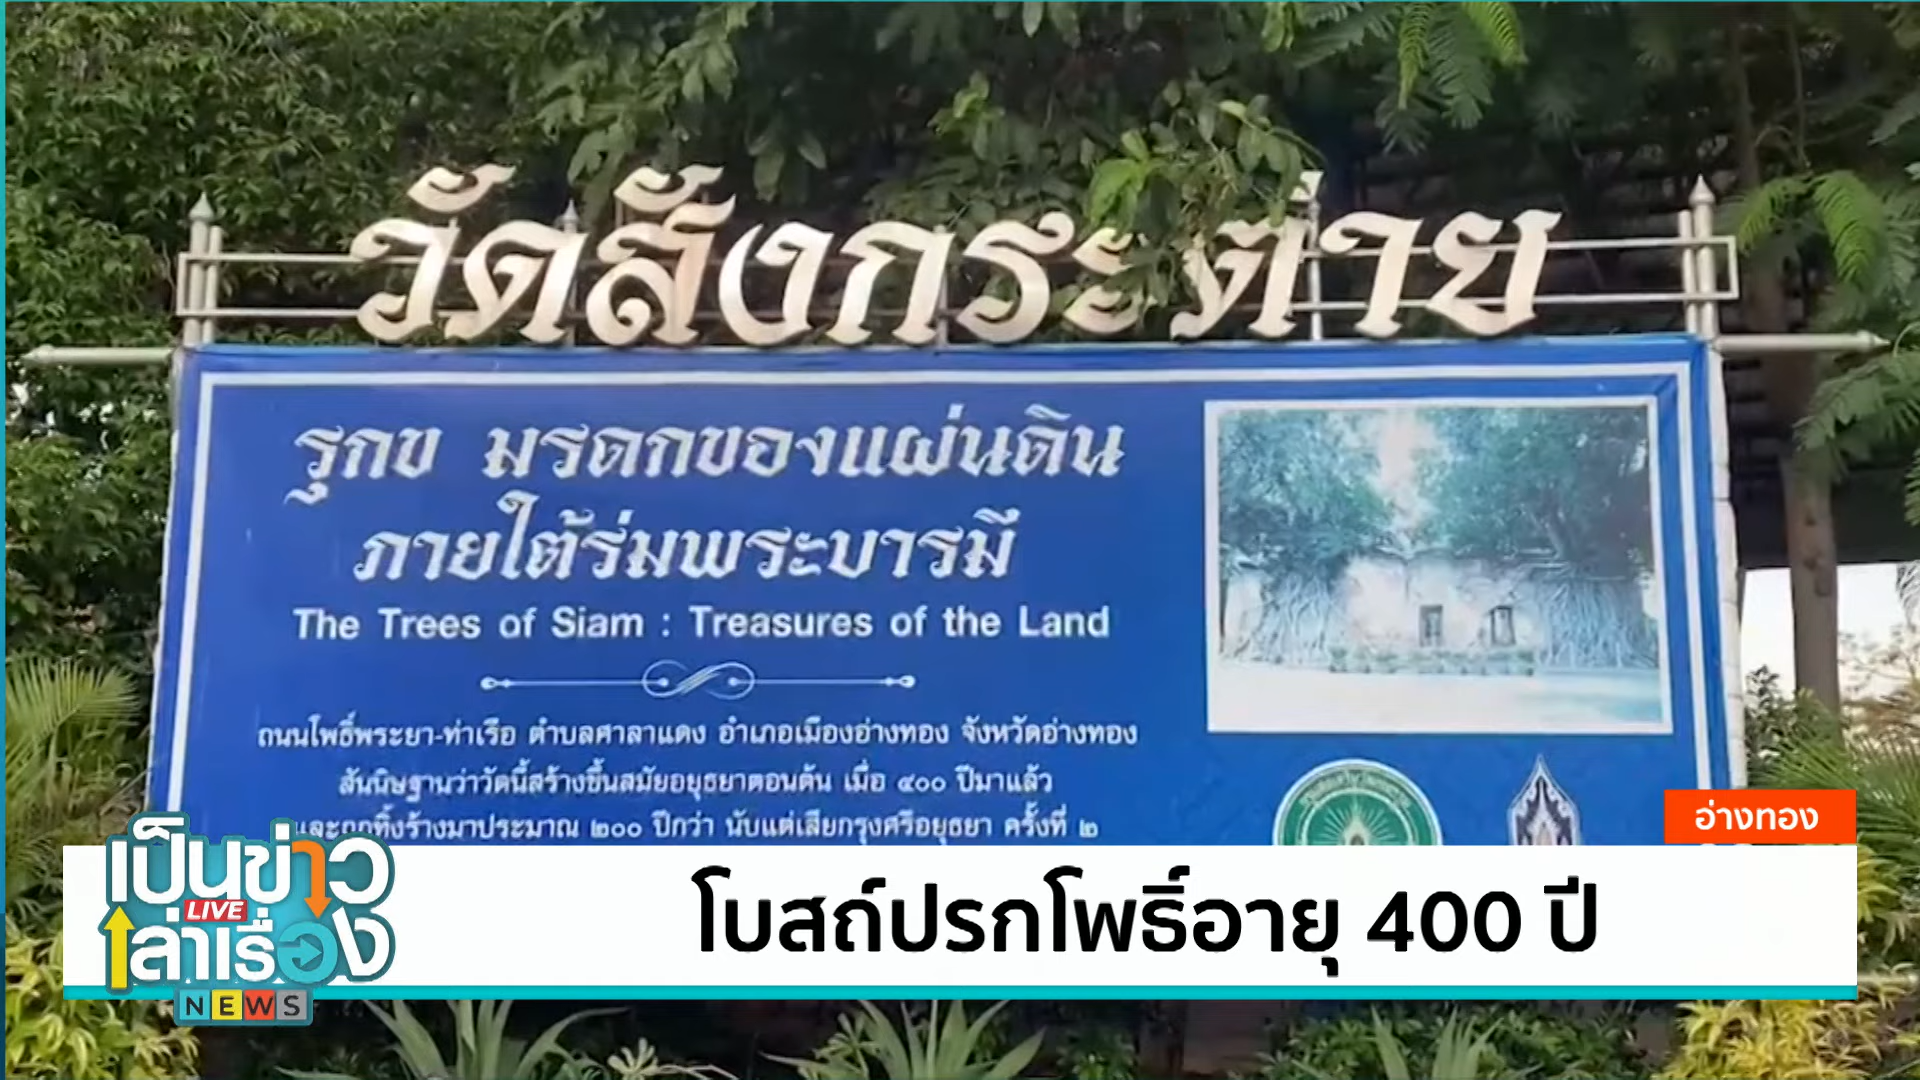 วัดสังกระต่าย
รุกข มรดกของแผ่นดิน
ภายใต้ร่มพระบารมี
The Trees of Siam : Treasures of the Land
ถนนโพธิ์พระยา-ท่าเรือ ตำบลศาลาแดง อำเภอเมืองอ่างทอง จังหวัดอ่างทอง
สันนิษฐานว่าวัดนี้สร้างขึ้นสมัยอยุธยาตอนต้น เมื่อ ๔๐๐ ปีมาแล้ว
และถูกทิ้งร้างมาประมาณ ๒๐๐ ปีกว่า นับแต่เสียกรุงศรีอยุธยา ครั้งที่ ๒
อ่างทอง
เป็นข่าว
LIVE
เล่าเรื่อง
NEWS
โบสถ์ปรกโพธิ์อายุ 400 ปี